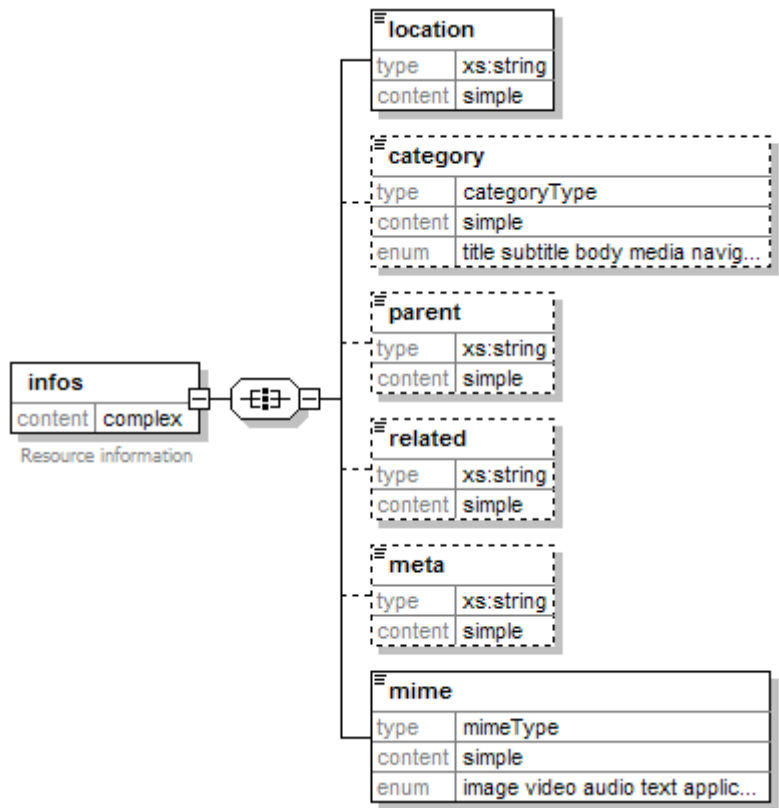 location
type xs:string
content simple
category
type categoryType
content simple
enum title subtitle body media navig...
parent
type xs:string
content simple
infos
content complex
Resource information
related
type xs:string
content simple
meta
type xs:string
content simple
mime
type mimeType
content simple
enum image video audio text applic...